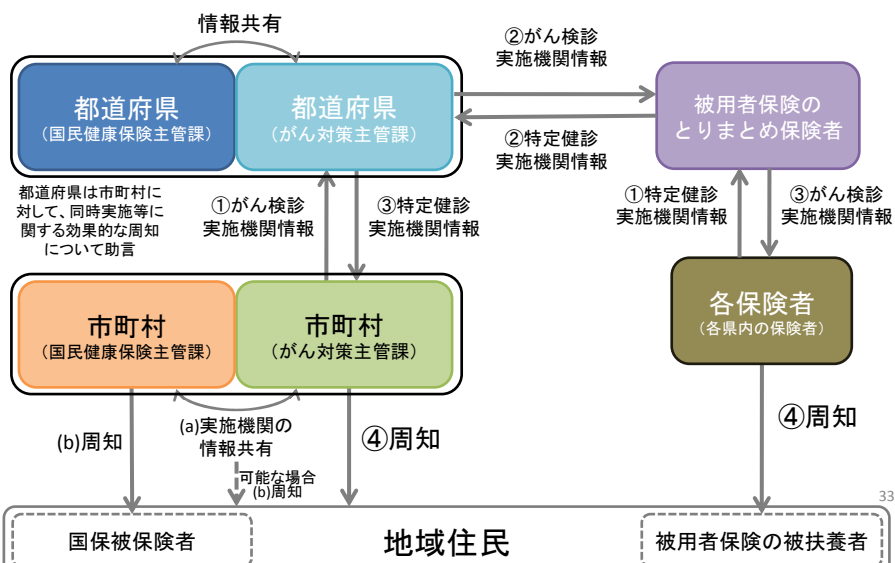 情報共有
②がん検診
実施機関情報
都道府県
（国民健康保険主管課）
都道府県
（がん対策主管課）
被用者保険の
とりまとめ保険者
②特定健診
実施機関情報
都道府県は市町村に
対して、同時実施等に
関する効果的な周知
について助言
①がん検診
実施機関情報
③特定健診
実施機関情報
①特定健診
実施機関情報
③がん検診
実施機関情報
市町村
（国民健康保険主管課）
市町村
（がん対策主管課）
各保険者
（各県内の保険者）
(b)周知
(a)実施機関の
情報共有
④周知
④周知
可能な場合
(b)周知
33
国保被保険者
地域住民
被用者保険の被扶養者